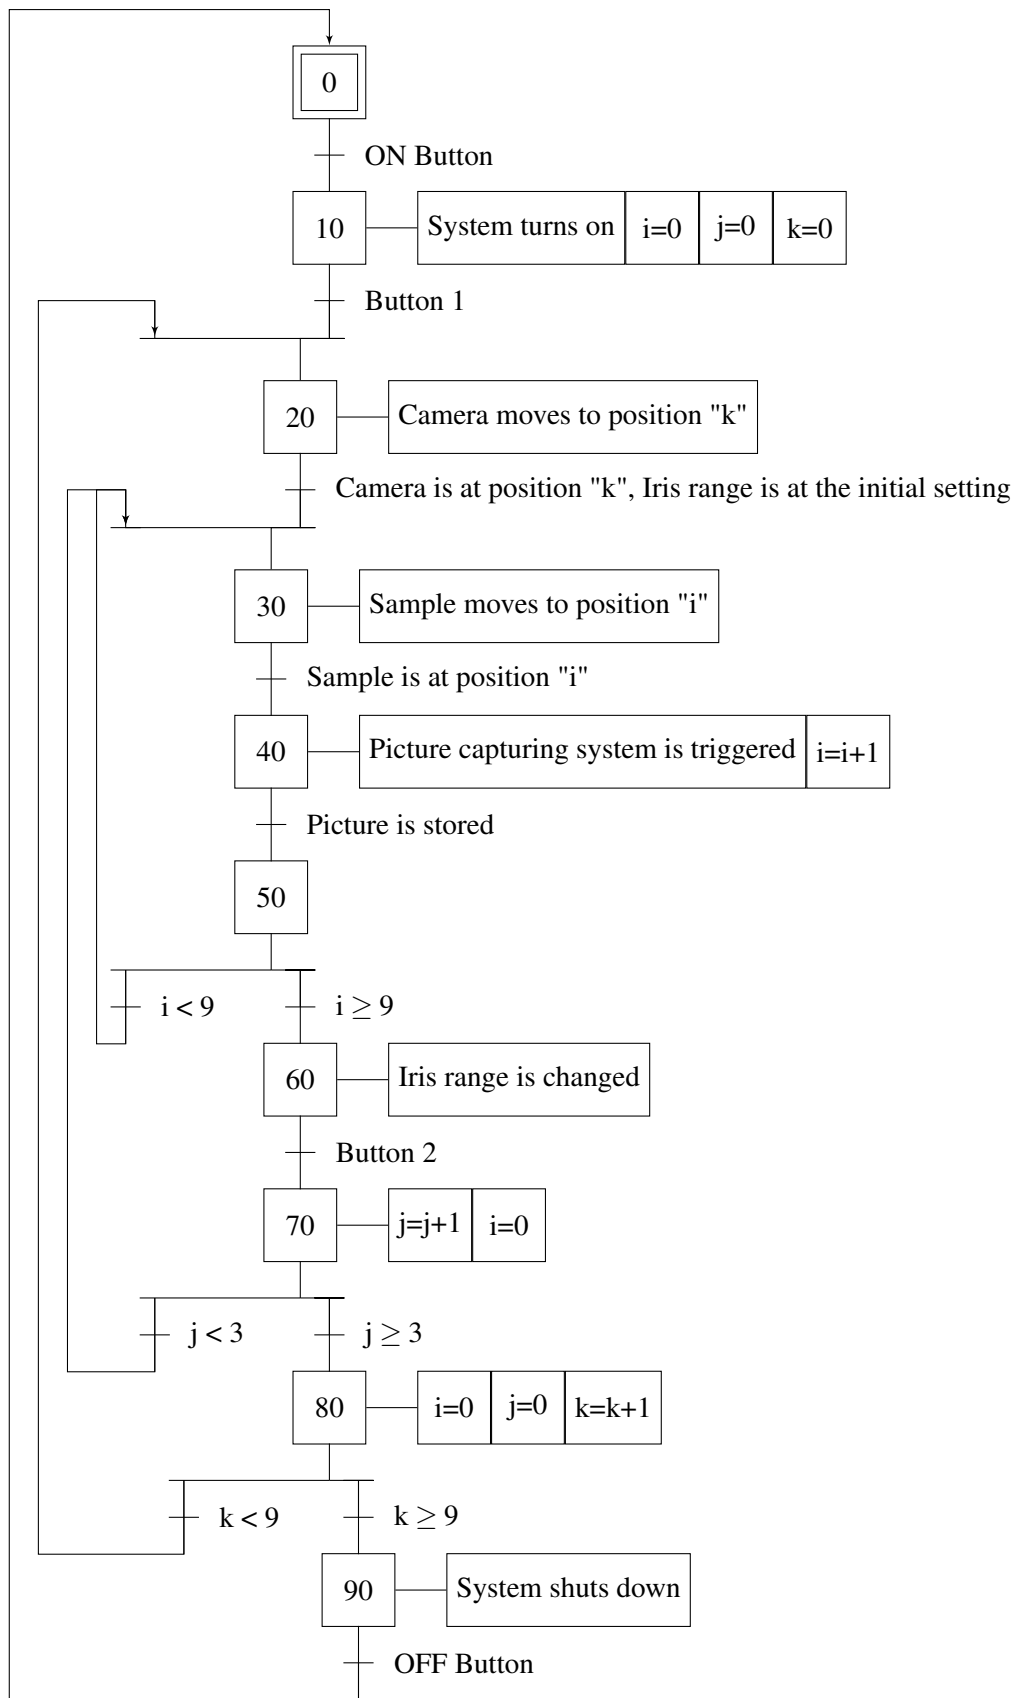 0
ON Button
10 System turns on i=0 j=0 k=0
Button 1
20 Camera moves to position "k"
Camera is at position "k", Iris range is at the initial setting
30 Sample moves to position "i"
Sample is at position "i"
40 Picture capturing system is triggered i=i+1
Picture is stored
50
i < 9 i ≥ 9
60 Iris range is changed
Button 2
70 j=j+1 i=0
j < 3 j ≥ 3
80 i=0 j=0 k=k+1
k < 9 k ≥ 9
90 System shuts down
OFF Button